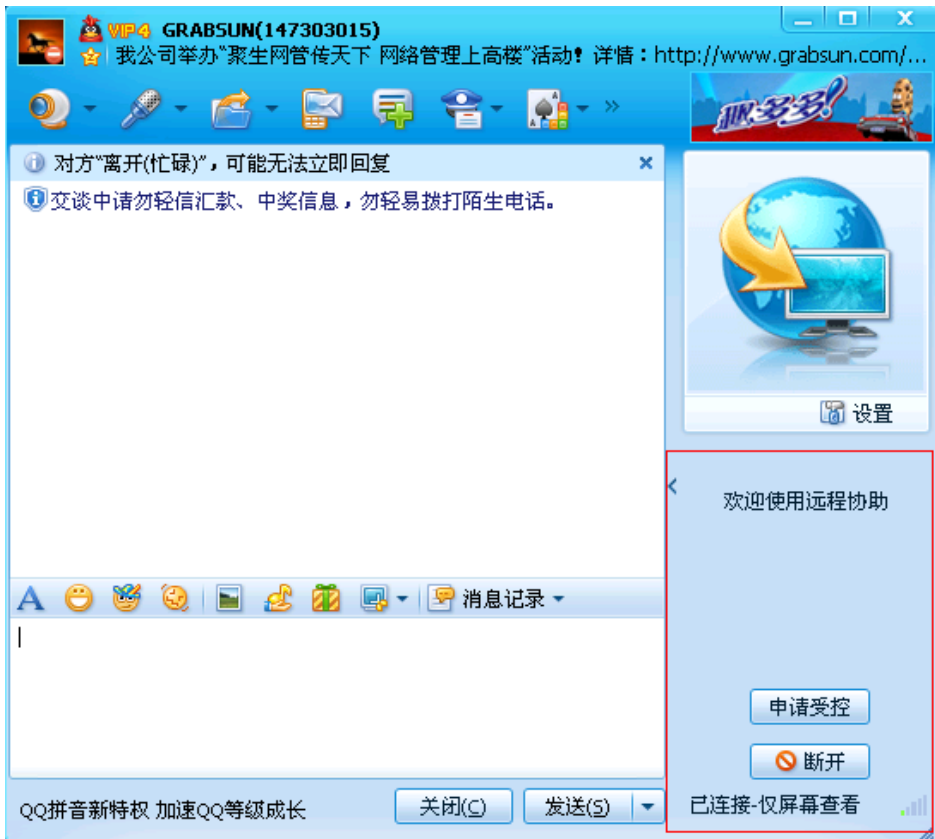 VIP4 GRABSUN(147303015)
我公司举办"聚生网管传天下 网络管理上高楼"活动! 详情:http://www.grabsun.com/...
对方"离开(忙碌)",可能无法立即回复
交谈中请勿轻信汇款、中奖信息,勿轻易拨打陌生电话。
设置
欢迎使用远程协助
消息记录
申请受控
断开
已连接-仅屏幕查看
QQ拼音新特权 加速QQ等级成长
关闭(C)
发送(S)